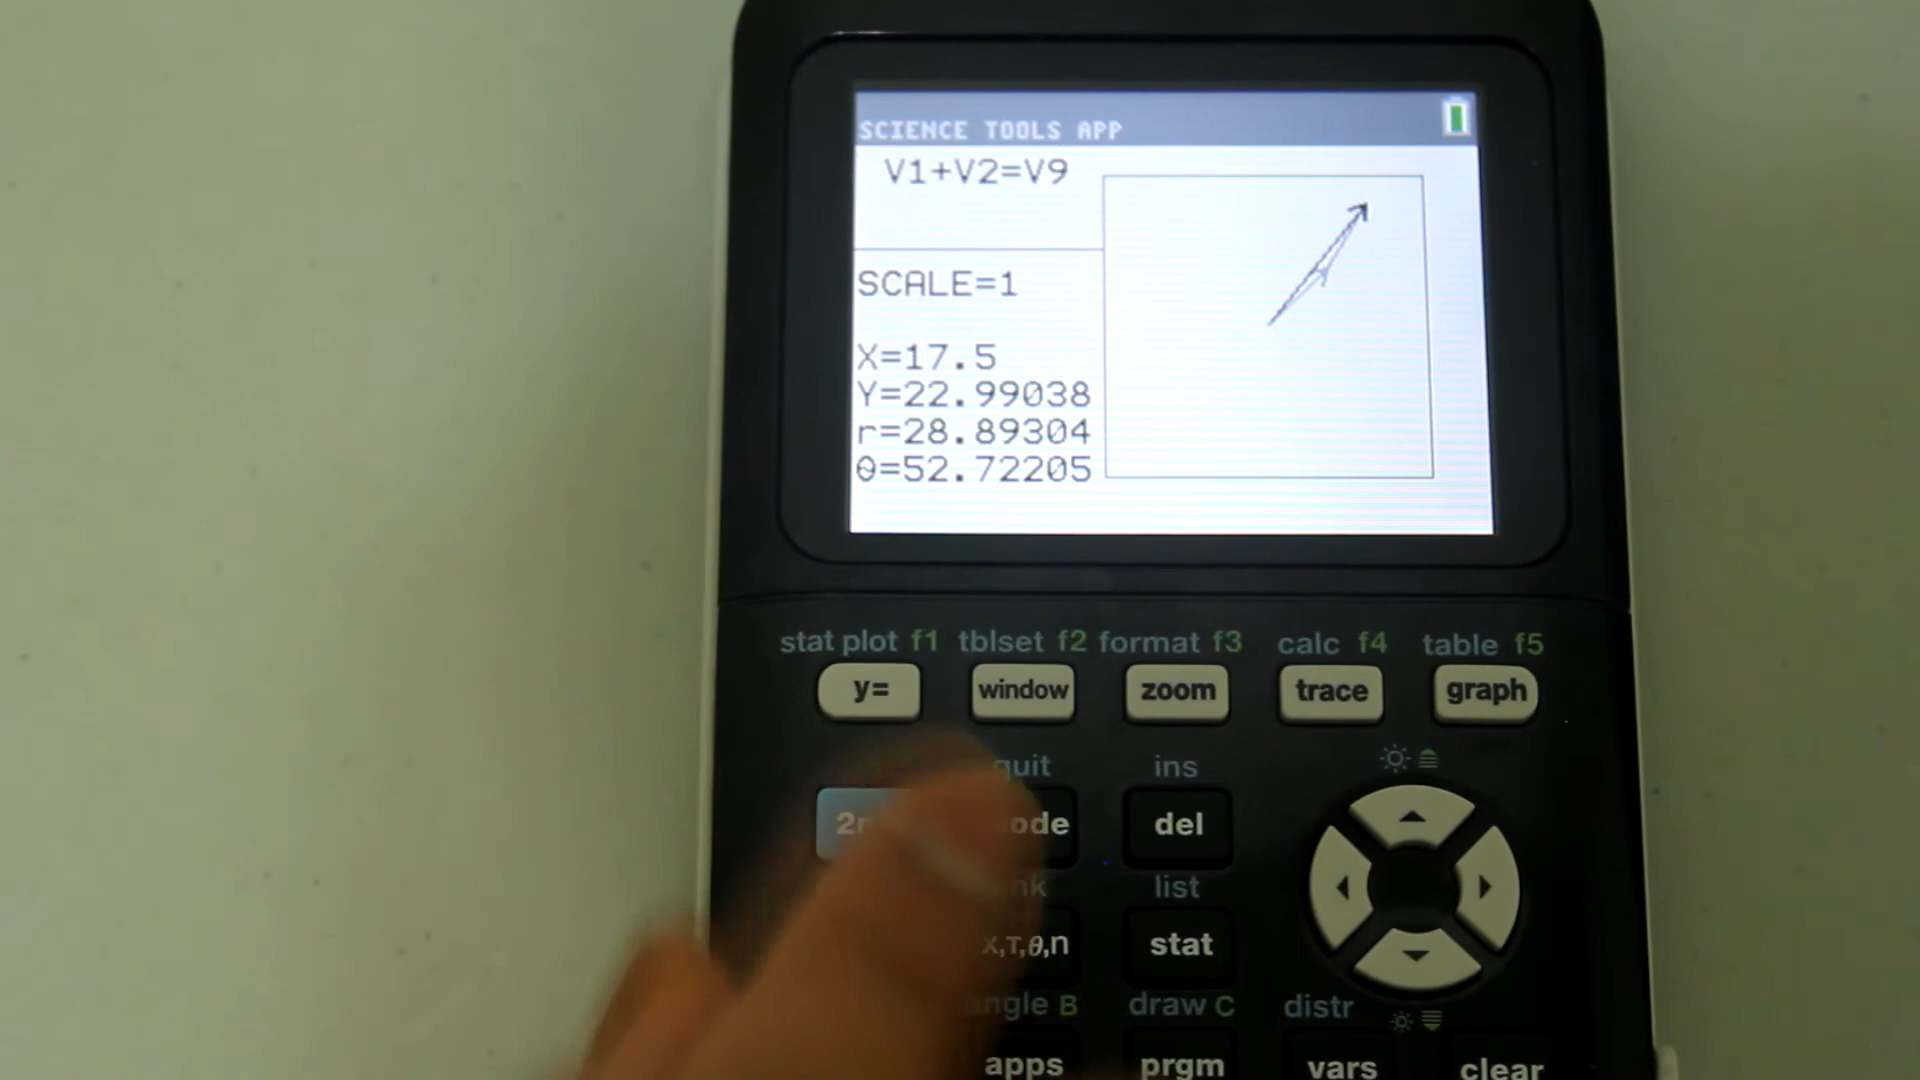 SCIENCE TOOLS APP
V1+V2=V9
SCALE=1
X=17.5
Y=22.99038
r=28.89304
θ=52.72205
stat plot f1 tblset f2 format f3 calc f4 table f5
y= window zoom trace graph
quit ins
del
list
X,T,θ,n stat
B draw C distr
apps prgm vars clear